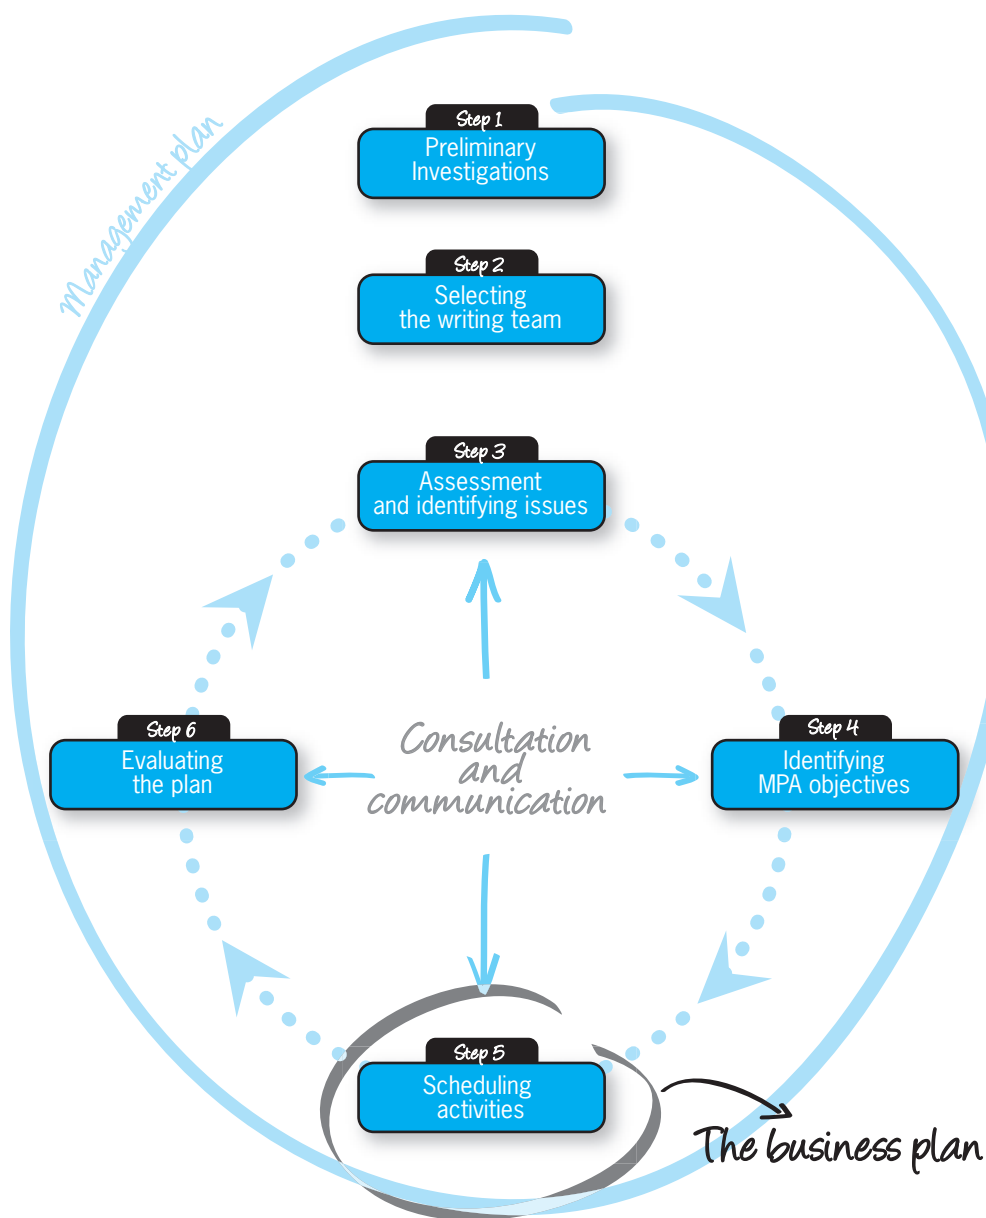 Management plan
Step 1
Preliminary
Investigations
Step 2
Selecting
the writing team
Step 3
Assessment
and identifying issues
Step 6
Evaluating
the plan
Consultation
and
communication
Step 4
Identifying
MPA objectives
Step 5
Scheduling
activities
The business plan